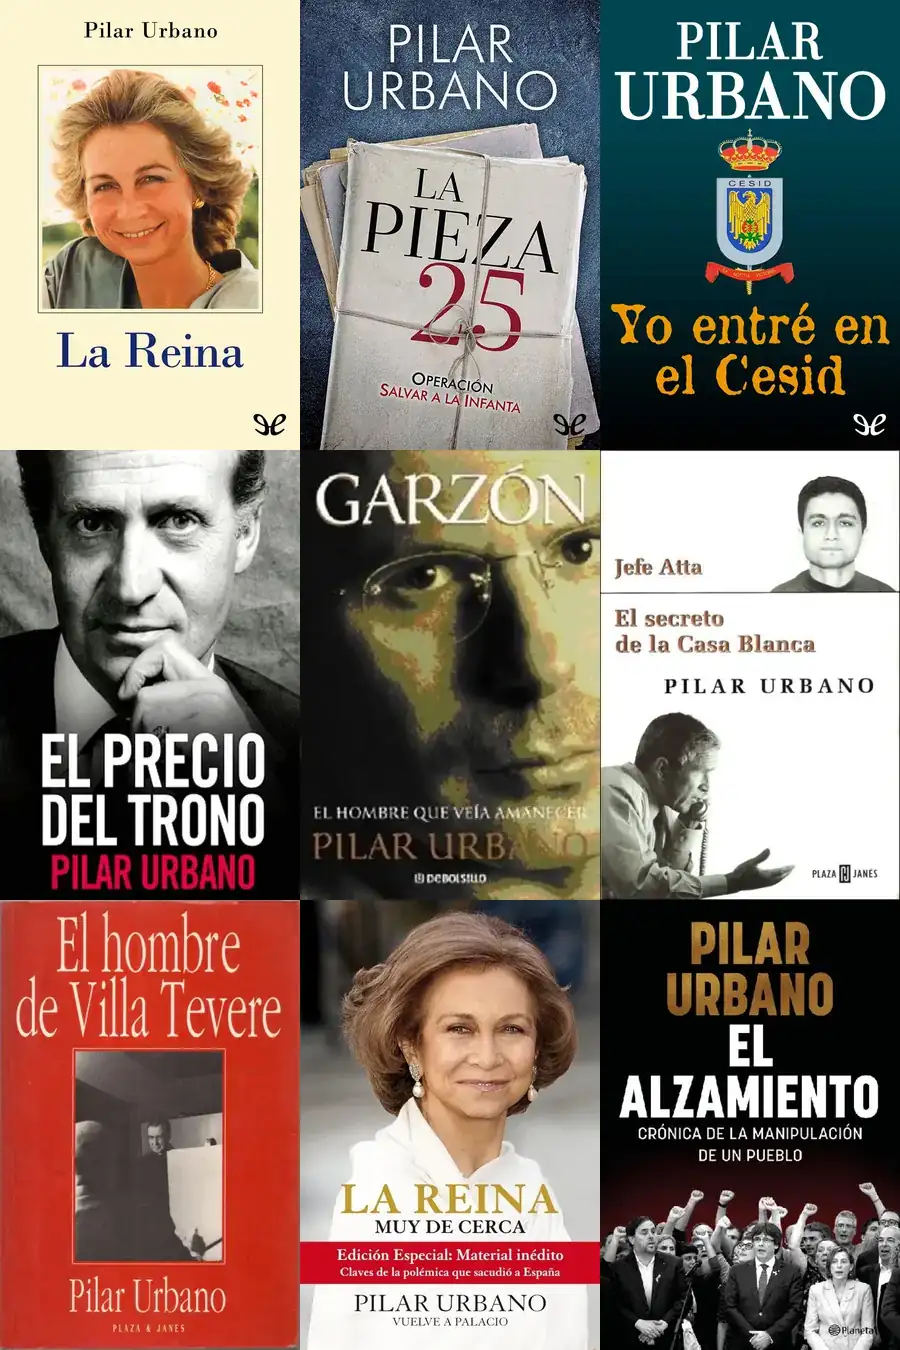 Pilar Urbano
La Reina
PILAR
URBANO
LA
PIEZA
25
OPERACIÓN
SALVAR A LA INFANTA
PILAR
URBANO
CESID
Yo entré en
el Cesid
EL PRECIO
DEL TRONO
PILAR URBANO
GARZÓN
EL HOMBRE QUE VEÍA AMANECER
PILAR URBANO
DEBOLSILLO
Jefe Atta
El secreto
de la Casa Blanca
PILAR URBANO
PLAZA JANES
El hombre
de Villa Tevere
Pilar Urbano
PLAZA & JANES
LA REINA
MUY DE CERCA
Edición Especial: Material inédito
Claves de la polémica que sacudió a España
PILAR URBANO
VUELVE A PALACIO
PILAR
URBANO
EL
ALZAMIENTO
CRÓNICA DE LA MANIPULACIÓN
DE UN PUEBLO
Planeta